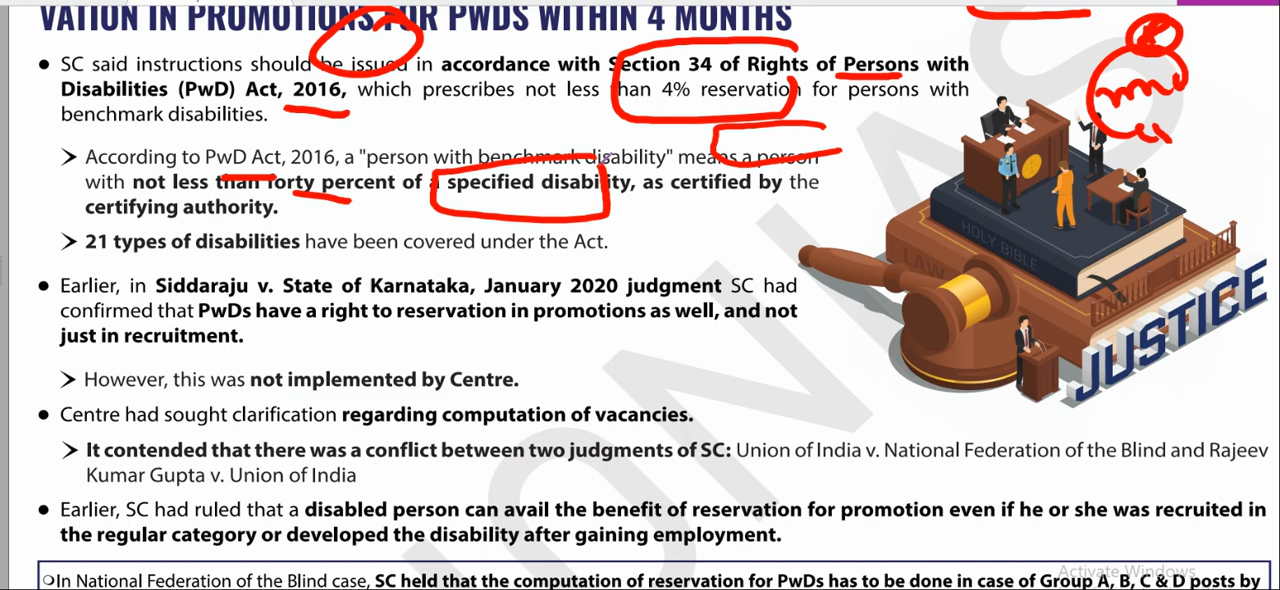 VATION IN PROMOTIONS FOR PWDS WITHIN 4 MONTHS
• SC said instructions should be issued in accordance with Section 34 of Rights of Persons with
Disabilities (PwD) Act, 2016, which prescribes not less than 4% reservation for persons with
benchmark disabilities.
➤ According to PwD Act, 2016, a "person with benchmark disability" means a person
with not less than forty percent of a specified disability, as certified by the
certifying authority.
➤ 21 types of disabilities have been covered under the Act.
• Earlier, in Siddaraju v. State of Karnataka, January 2020 judgment SC had
confirmed that PwDs have a right to reservation in promotions as well, and not
just in recruitment.
➤ However, this was not implemented by Centre.
• Centre had sought clarification regarding computation of vacancies.
➤ It contended that there was a conflict between two judgments of SC: Union of India v. National Federation of the Blind and Rajeev
Kumar Gupta v. Union of India
• Earlier, SC had ruled that a disabled person can avail the benefit of reservation for promotion even if he or she was recruited in
the regular category or developed the disability after gaining employment.
○In National Federation of the Blind case, SC held that the computation of reservation for PwDs has to be done in case of Group A, B, C & D posts by
HOLY BIBLE
LAW
JUSTICE
Activate Windows